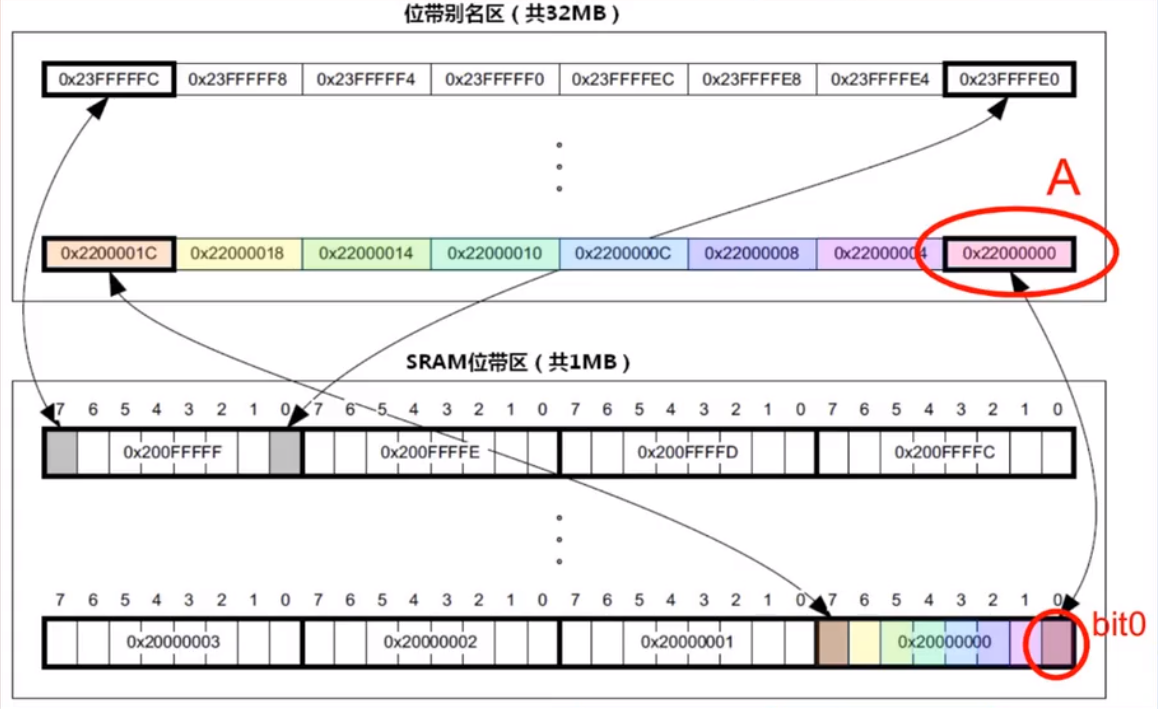 位带别名区（共32MB）
0x23FFFFFC 0x23FFFFF8 0x23FFFFF4 0x23FFFFF0 0x23FFFFEC 0x23FFFFE8 0x23FFFFE4 0x23FFFFE0
A
0x2200001C 0x22000018 0x22000014 0x22000010 0x2200000C 0x22000008 0x22000004 0x22000000
SRAM位带区（共1MB）
7 6 5 4 3 2 1 0 7 6 5 4 3 2 1 0 7 6 5 4 3 2 1 0 7 6 5 4 3 2 1 0
0x200FFFFF 0x200FFFFE 0x200FFFFD 0x200FFFFC
7 6 5 4 3 2 1 0 7 6 5 4 3 2 1 0 7 6 5 4 3 2 1 0 7 6 5 4 3 2 1 0
bit0
0x20000003 0x20000002 0x20000001 0x20000000